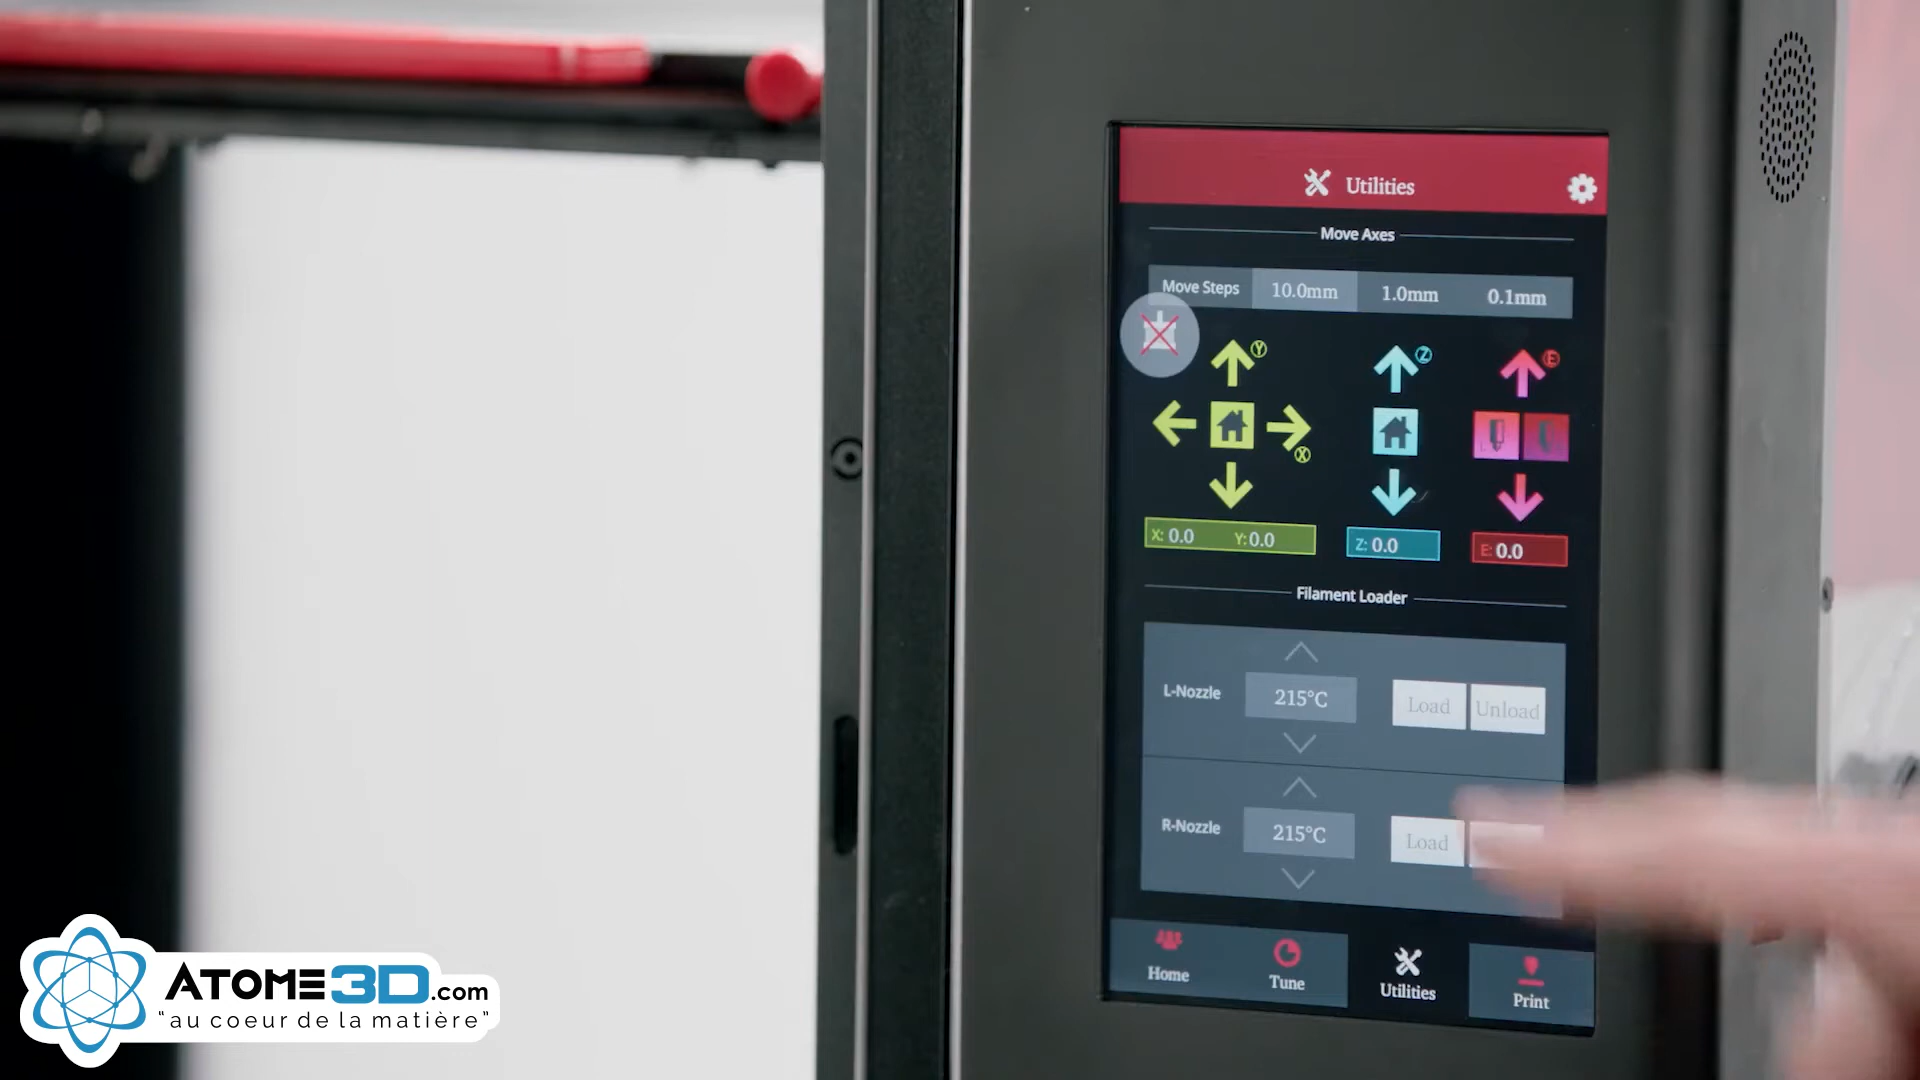 Utilities
Move Axes
Move Steps 10.0mm 1.0mm 0.1mm
Y Z E
X
X: 0.0 Y: 0.0 Z: 0.0 E: 0.0
Filament Loader
L-Nozzle 215°C Load Unload
R-Nozzle 215°C Load
Home Tune Utilities Print
ATOME3D.com
“au coeur de la matière”